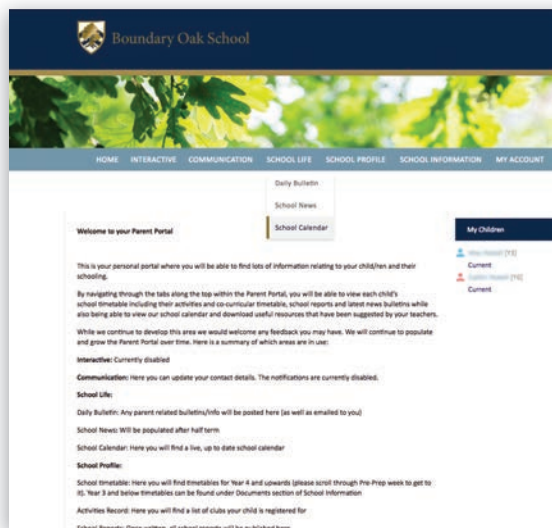 Boundary Oak School
HOME INTERACTIVE COMMUNICATION SCHOOL LIFE SCHOOL PROFILE SCHOOL INFORMATION MY ACCOUNT
Daily Bulletin
School News
School Calendar
Welcome to your Parent Portal
My Children
[Y3]
Current
Current
This is your personal portal where you will be able to find lots of information relating to your child/ren and their
schooling.
By navigating through the tabs along the top within the Parent Portal, you will be able to view each child's
school timetable including their activities and co-curricular timetable, school reports and latest news bulletins while
also being able to view our school calendar and download useful resources that have been suggested by your teachers.
While we continue to develop this area we would welcome any feedback you may have. We will continue to populate
and grow the Parent Portal over time. Here is a summary of which areas are in use:
Interactive: Currently disabled
Communication: Here you can update your contact details. The notifications are currently disabled.
School Life:
Daily Bulletin: Any parent related bulletins/info will be posted here (as well as emailed to you)
School News: Will be populated after half term
School Calendar: Here you will find a live, up to date school calendar
School Profile:
School timetable: Here you will find timetables for Year 4 and upwards (please scroll through Pre-Prep week to get to
it). Year 3 and below timetables can be found under Documents section of School Information
Activities Record: Here you will find a list of clubs your child is registered for
School Reports: Once written, all school reports will be published here